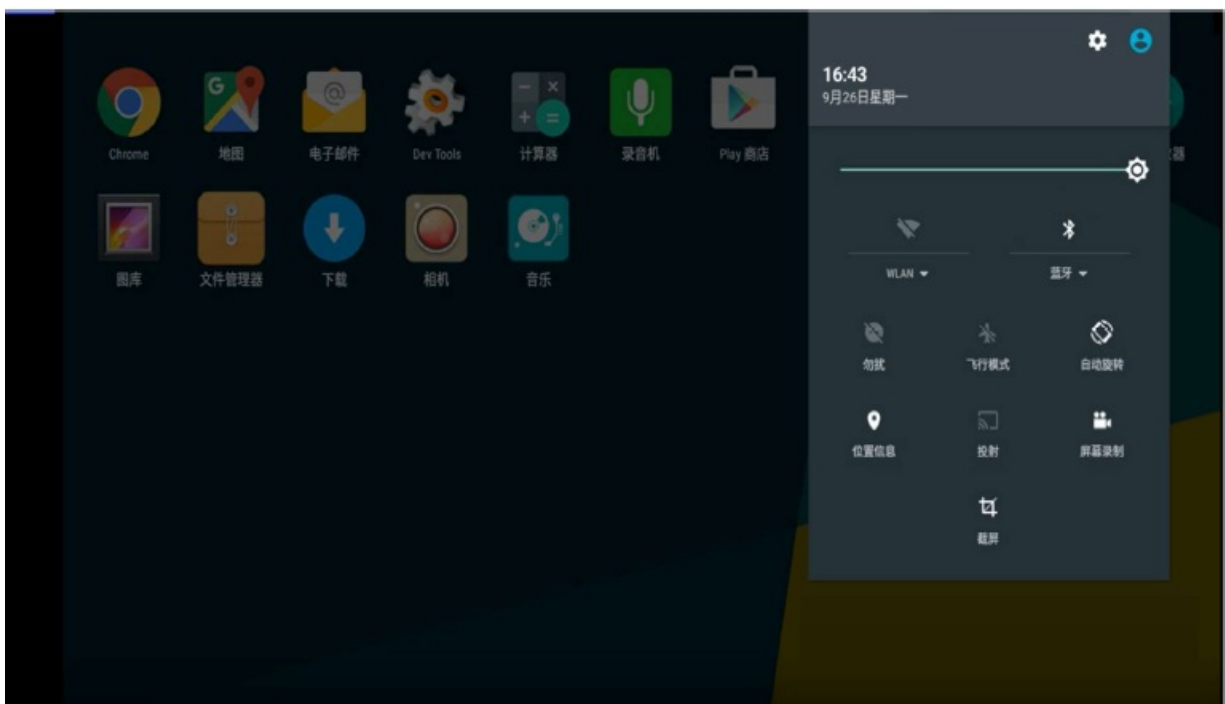 16:43
9月26日星期一
Chrome
地图
电子邮件
Dev Tools
计算器
录音机
Play 商店
图库
文件管理器
下载
相机
音乐
WLAN
蓝牙
勿扰
飞行模式
自动旋转
位置信息
投射
屏幕录制
截屏